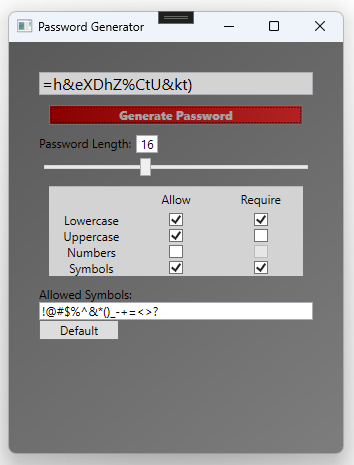 Password Generator
=h&eXDhZ%CtU&kt)
Generate Password
Password Length: 16
Allow Require
Lowercase
Uppercase
Numbers
Symbols
Allowed Symbols:
!@#$%^&*()_-+=<>?
Default